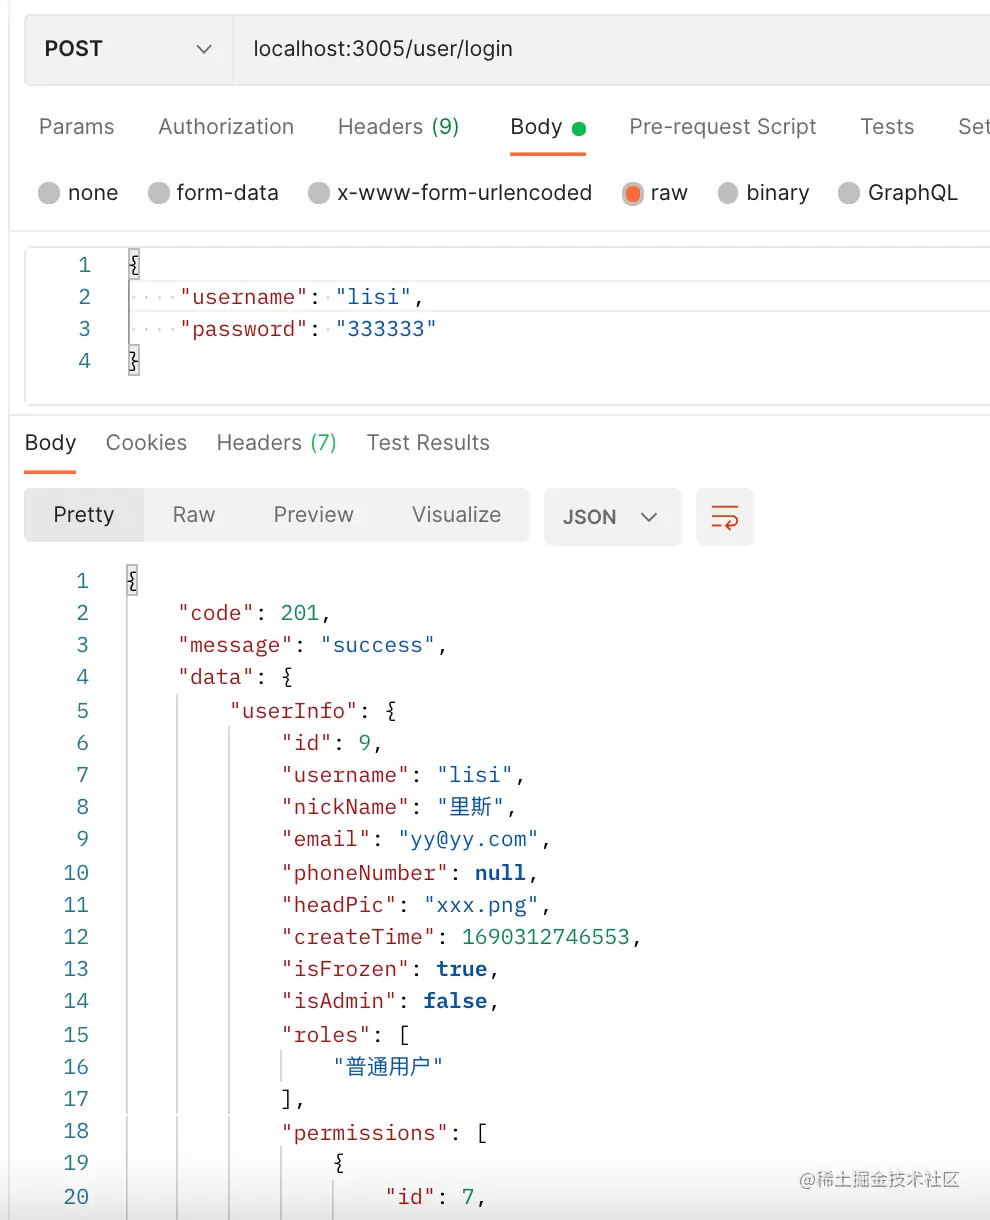 POST localhost:3005/user/login
Params Authorization Headers (9) Body Pre-request Script Tests Set
none form-data x-www-form-urlencoded raw binary GraphQL
1 {
2 "username": "lisi",
3 "password": "333333"
4 }
Body Cookies Headers (7) Test Results
Pretty Raw Preview Visualize JSON
1 {
2 "code": 201,
3 "message": "success",
4 "data": {
5 "userInfo": {
6 "id": 9,
7 "username": "lisi",
8 "nickName": "里斯",
9 "email": "yy@yy.com",
10 "phoneNumber": null,
11 "headPic": "xxx.png",
12 "createTime": 1690312746553,
13 "isFrozen": true,
14 "isAdmin": false,
15 "roles": [
16 "普通用户"
17 ],
18 "permissions": [
19 {
20 "id": 7,
@稀土掘金技术社区